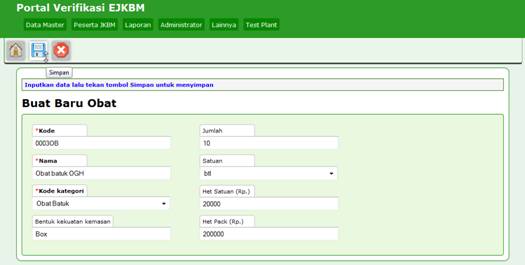 Portal Verifikasi EJKBM
Data Master Peserta JKBM Laporan Administrator Lainnya Test Plant
Simpan
Inputkan data lalu tekan tombol Simpan untuk menyimpan
Buat Baru Obat
*Kode
0003OB
Jumlah
10
*Nama
Obat batuk OGH
Satuan
btl
*Kode kategori
Obat Batuk
Het Satuan (Rp.)
20000
Bentuk kekuatan kemasan
Box
Het Pack (Rp.)
200000